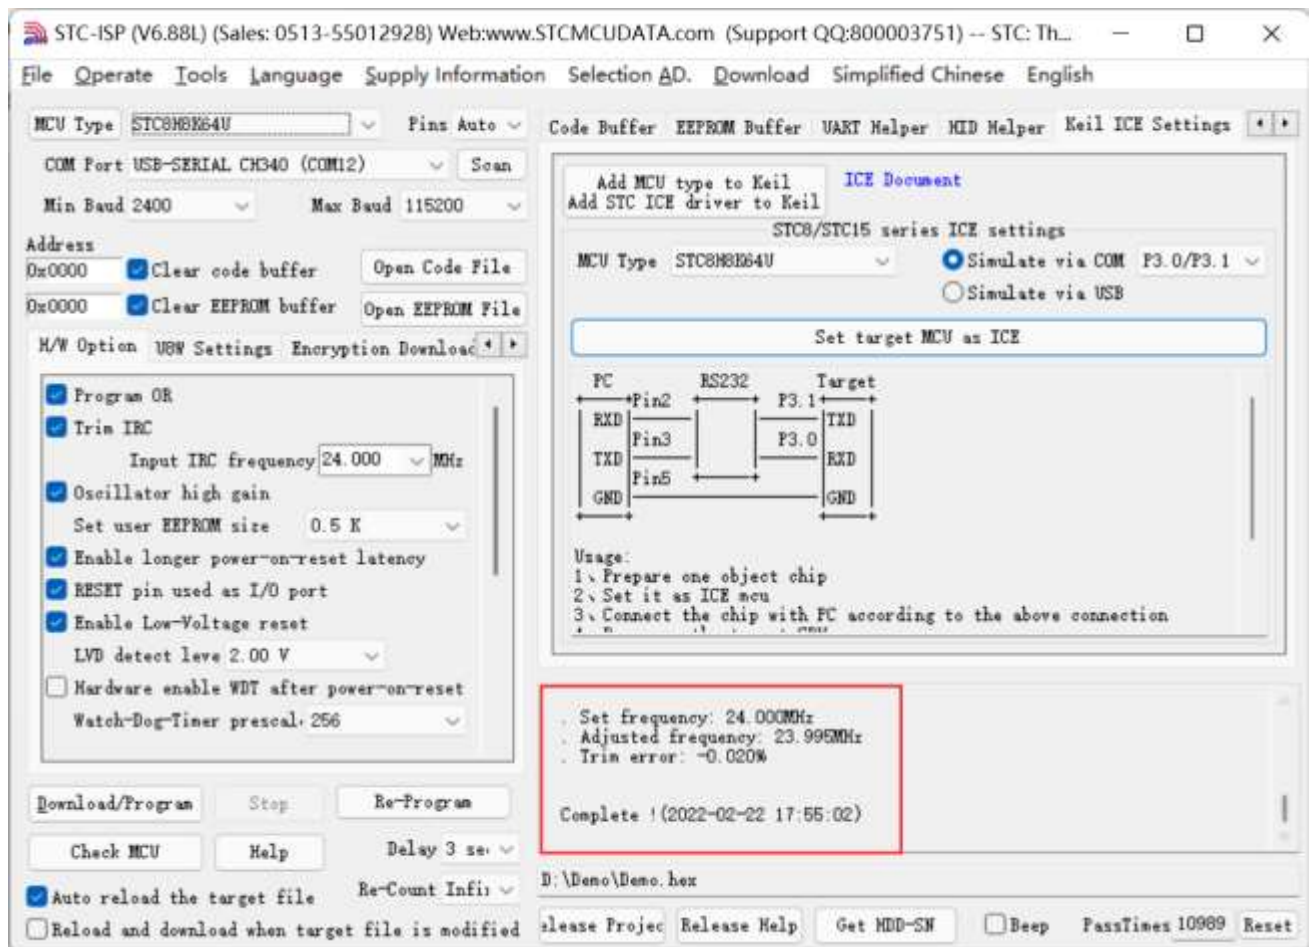 STC-ISP (V6.88L) (Sales: 0513-55012928) Web:www.STCMCUDATA.com (Support QQ:800003751) -- STC: Th...
File Operate Tools Language Supply Information Selection AD. Download Simplified Chinese English
MCU Type STC8H8K64U Pins Auto
COM Port USB-SERIAL CH340 (COM12) Scan
Min Baud 2400 Max Baud 115200
Address
0x0000 Clear code buffer Open Code File
0x0000 Clear EEPROM buffer Open EEPROM File
H/W Option U8W Settings Encryption Downloac
Program OR
Trim IRC
Input IRC frequency 24.000 MHz
Oscillator high gain
Set user EEPROM size 0.5 K
Enable longer power-on-reset latency
RESET pin used as I/O port
Enable Low-Voltage reset
LVD detect leve 2.00 V
Hardware enable WDT after power-on-reset
Watch-Dog-Timer prescal 256
Download/Program Stop Re-Program
Check MCU Help Delay 3 se
Auto reload the target file Re-Count Infi
Reload and download when target file is modified
Code Buffer EEPROM Buffer UART Helper HID Helper Keil ICE Settings
Add MCU type to Keil
Add STC ICE driver to Keil
ICE Document
STC8/STC15 series ICE settings
MCU Type STC8H8K64U Simulate via COM P3.0/P3.1
Simulate via USB
Set target MCU as ICE
PC RS232 Target
Pin2 P3.1
RXD TXD
Pin3 P3.0
TXD RXD
Pin5
GND GND
Usage:
1、Prepare one object chip
2、Set it as ICE mcu
3、Connect the chip with PC according to the above connection
. Set frequency: 24.000MHz
. Adjusted frequency: 23.995MHz
. Trim error: -0.020%
Complete !(2022-02-22 17:55:02)
D:\Demo\Demo.hex
elease Projec Release Help Get HDD-SN Beep PassTimes 10989 Reset